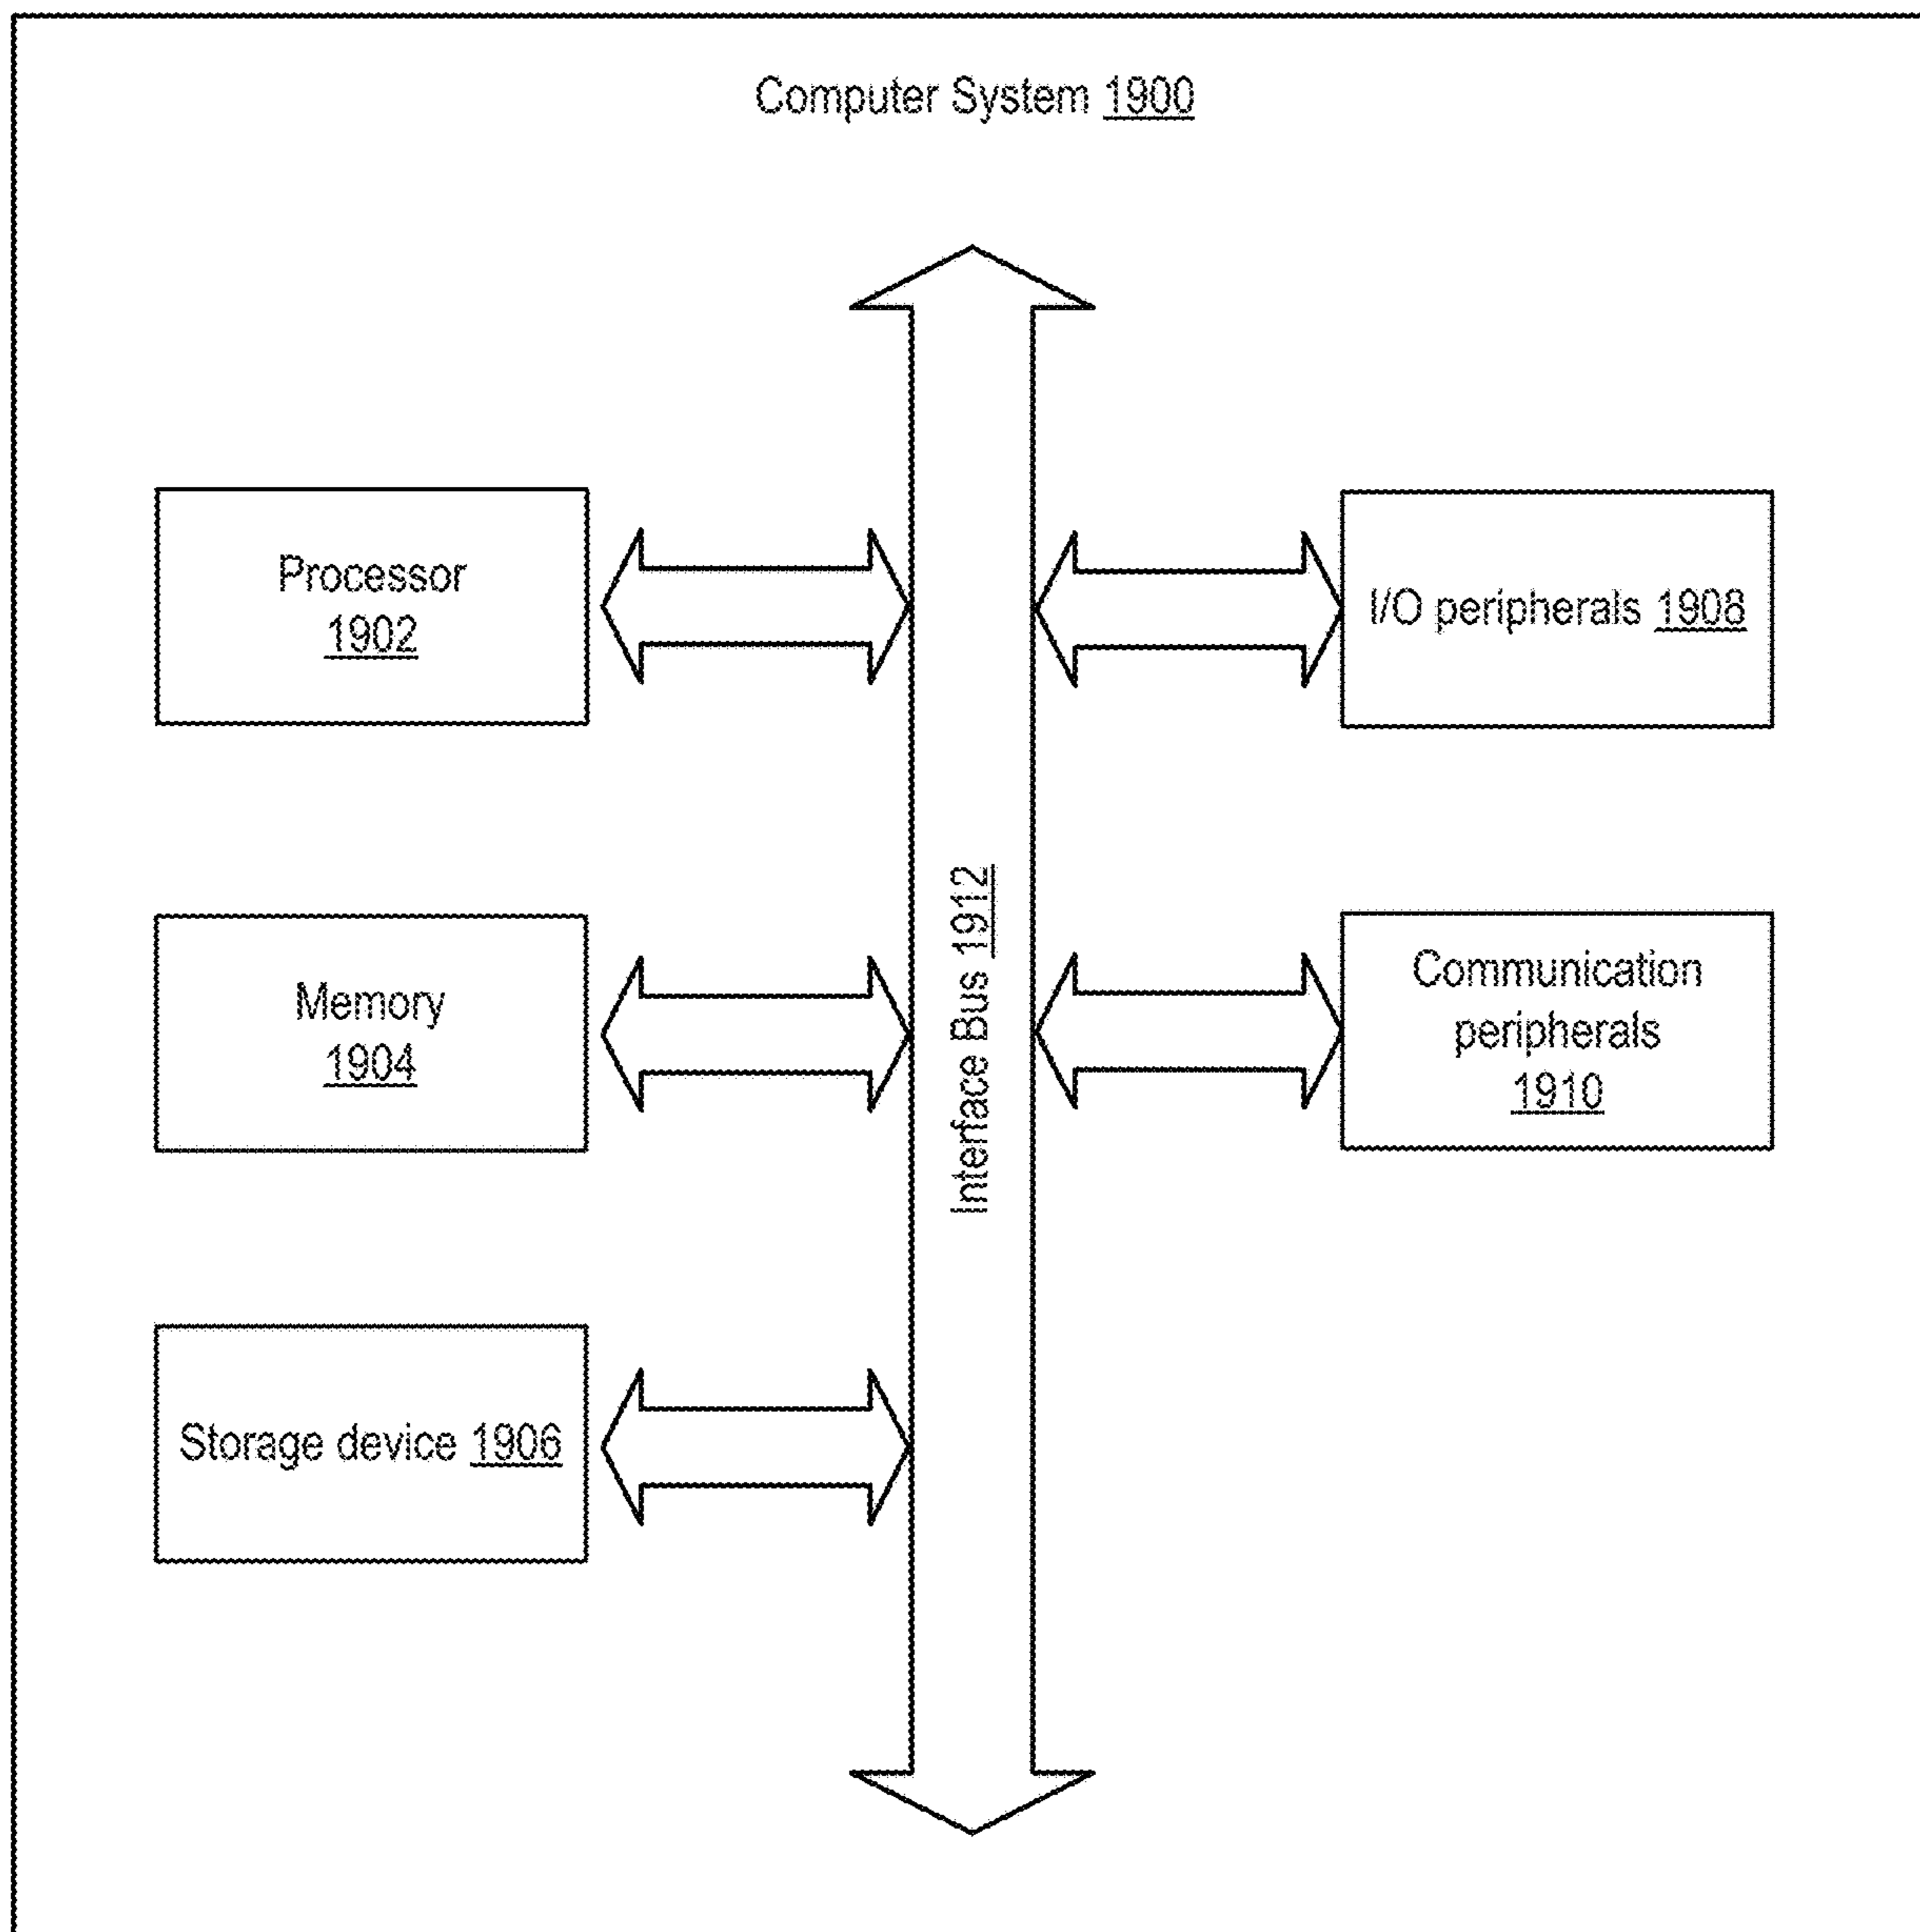 Computer System 1900
Processor
1902
I/O peripherals 1908
Memory
1904
Interface Bus 1912
Communication
peripherals
1910
Storage device 1906